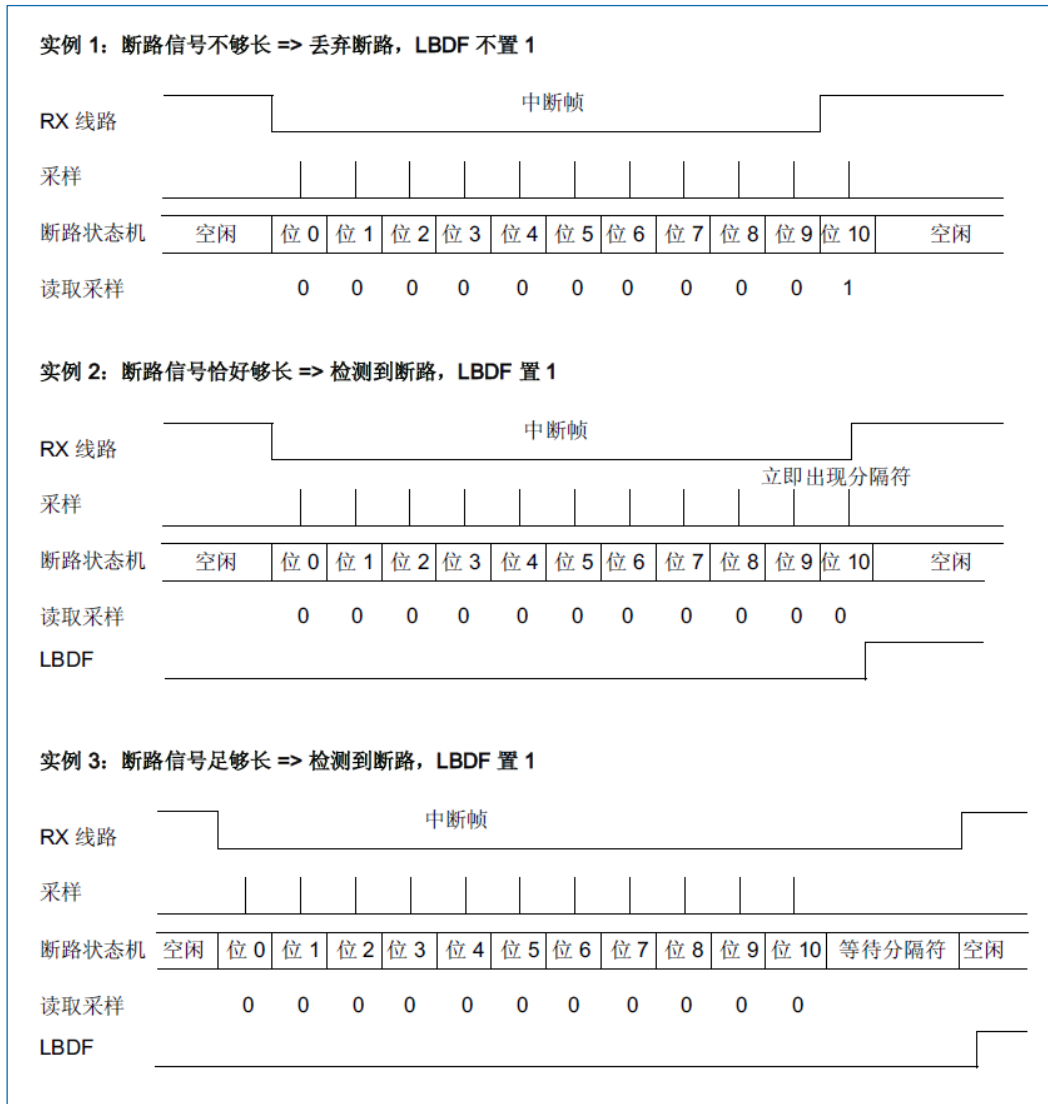 实例 1：断路信号不够长 => 丢弃断路，LBDF 不置 1
中断帧
RX 线路
采样
断路状态机 空闲 位 0 位 1 位 2 位 3 位 4 位 5 位 6 位 7 位 8 位 9 位 10 空闲
读取采样 0 0 0 0 0 0 0 0 0 0 1
实例 2：断路信号恰好够长 => 检测到断路，LBDF 置 1
中断帧
RX 线路
立即出现分隔符
采样
断路状态机 空闲 位 0 位 1 位 2 位 3 位 4 位 5 位 6 位 7 位 8 位 9 位 10 空闲
读取采样 0 0 0 0 0 0 0 0 0 0 0
LBDF
实例 3：断路信号足够长 => 检测到断路，LBDF 置 1
中断帧
RX 线路
采样
断路状态机 空闲 位 0 位 1 位 2 位 3 位 4 位 5 位 6 位 7 位 8 位 9 位 10 等待分隔符 空闲
读取采样 0 0 0 0 0 0 0 0 0 0 0
LBDF